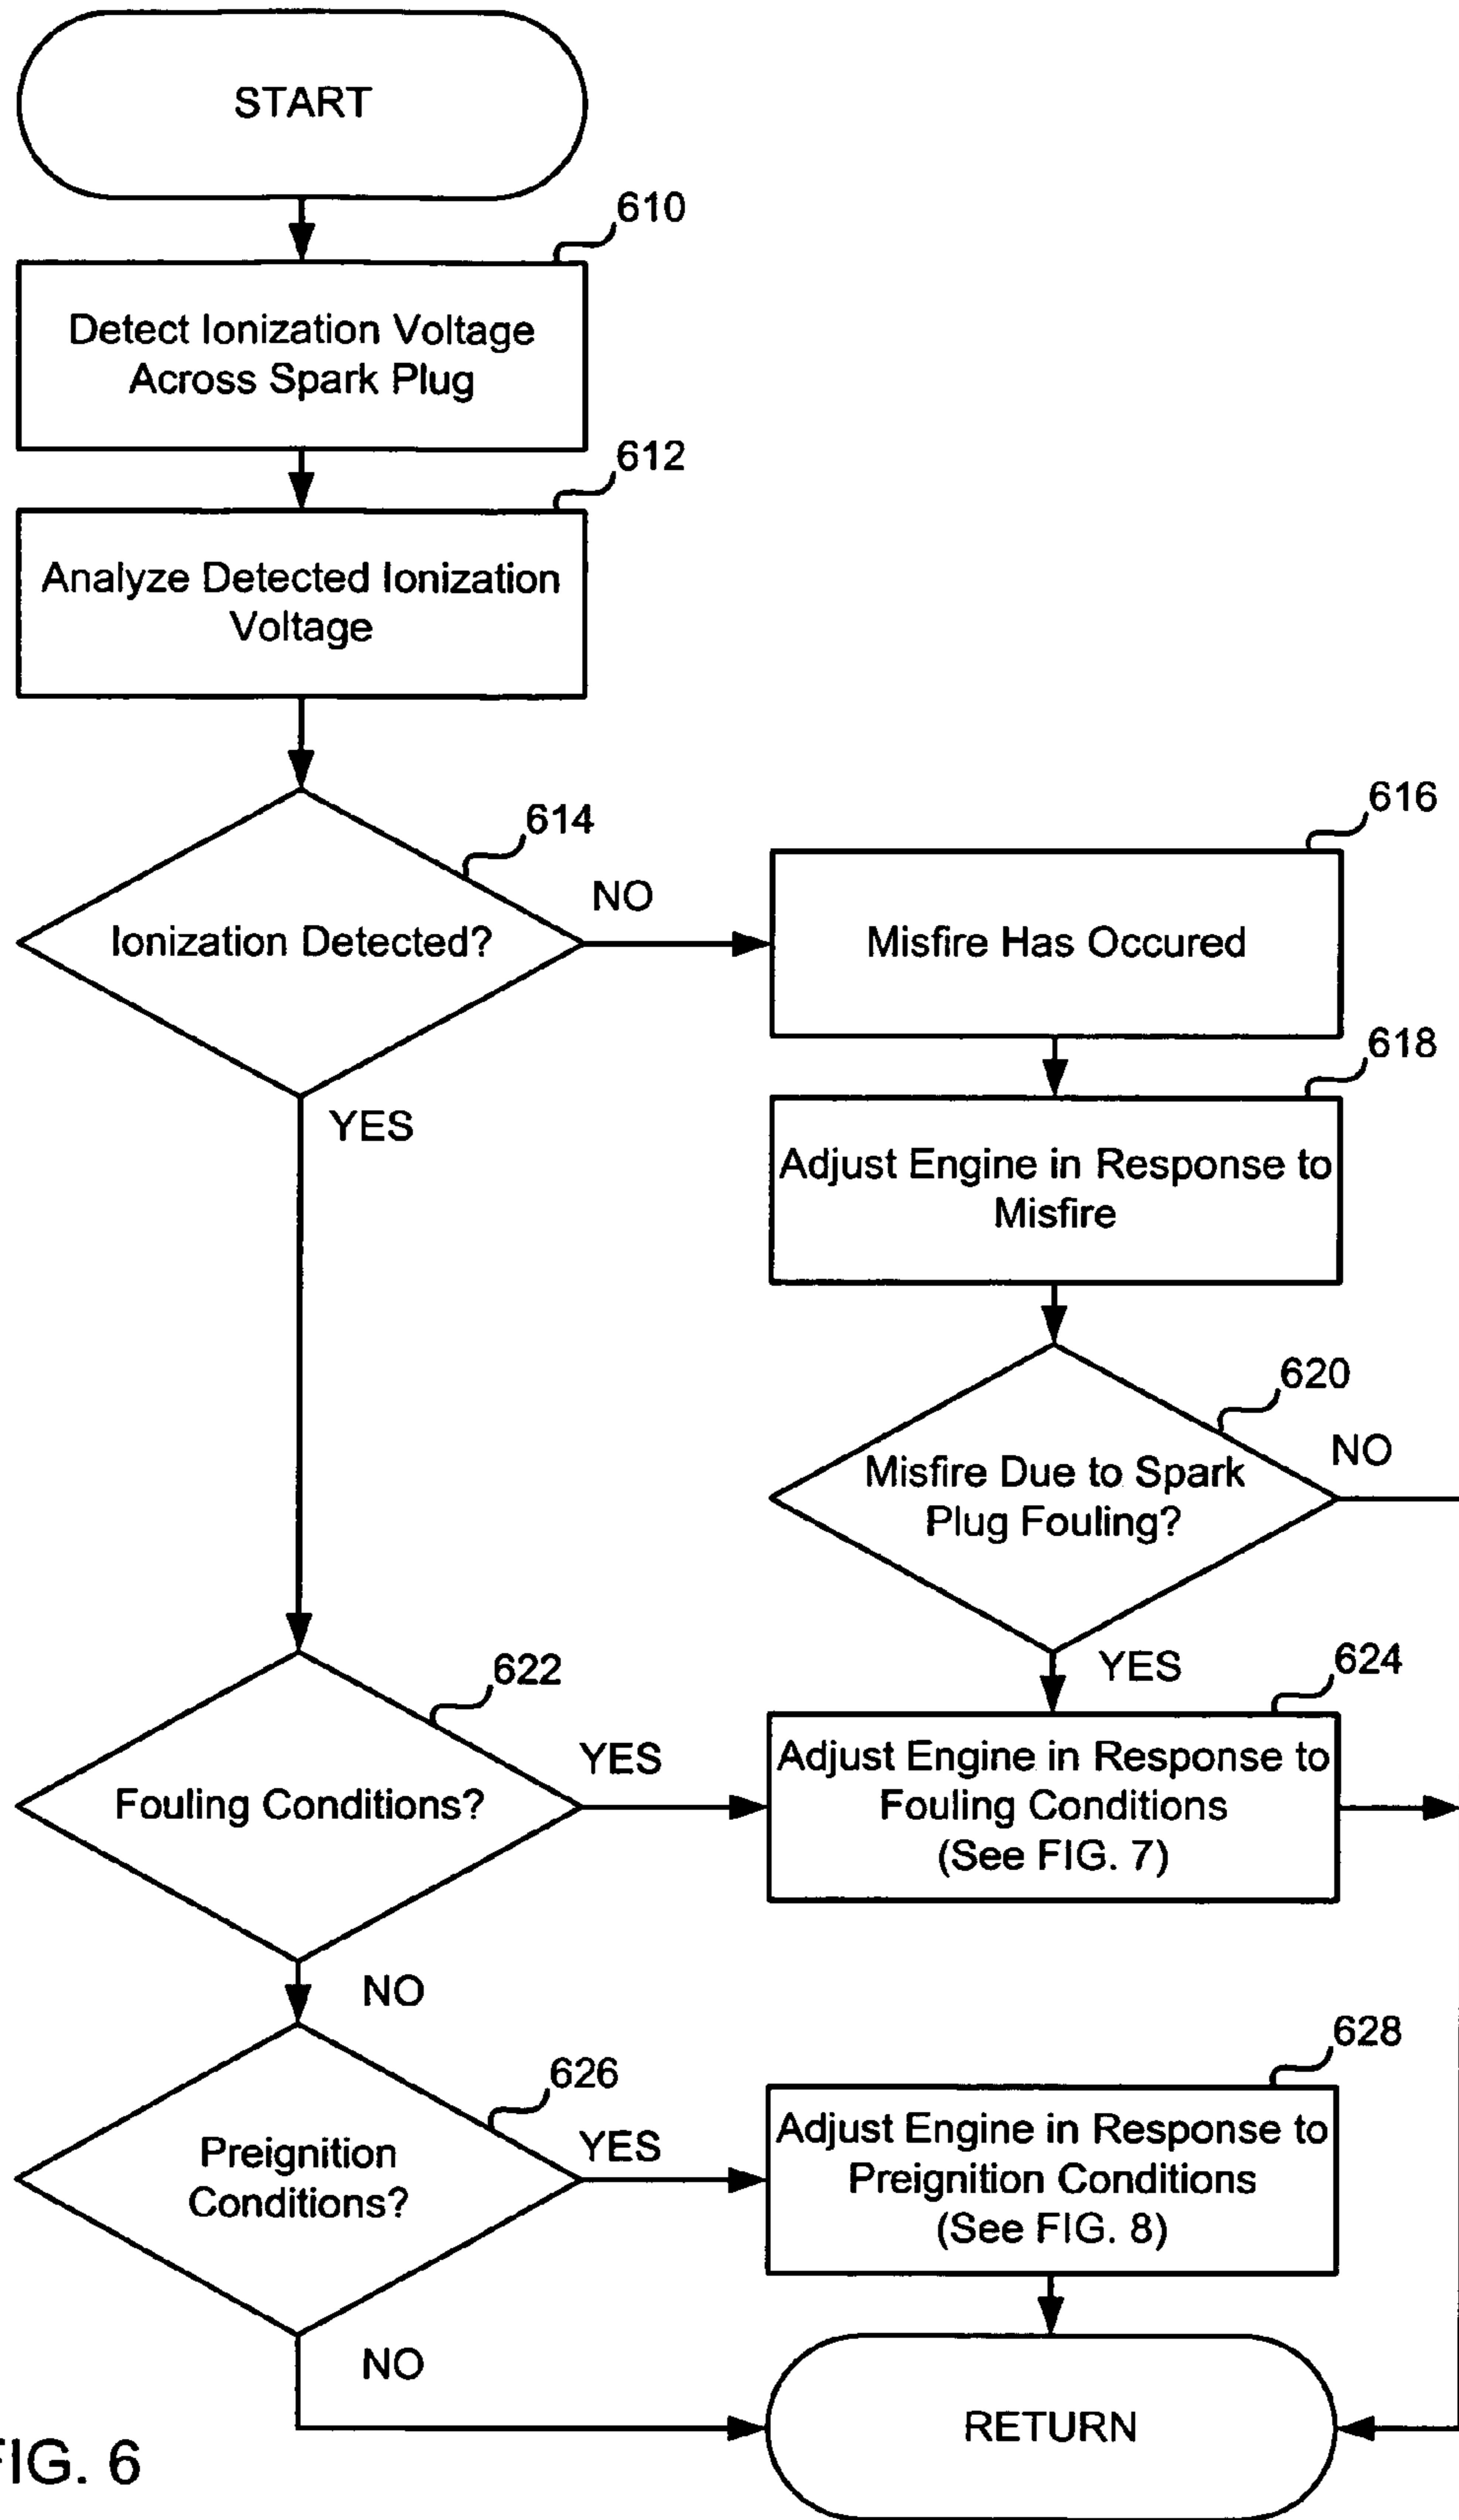 START
610
Detect Ionization Voltage
Across Spark Plug
612
Analyze Detected Ionization
Voltage
614
Ionization Detected?
NO
YES
616
Misfire Has Occured
618
Adjust Engine in Response to
Misfire
620
Misfire Due to Spark
Plug Fouling?
NO
YES
622
Fouling Conditions?
YES
NO
624
Adjust Engine in Response to
Fouling Conditions
(See FIG. 7)
626
Preignition
Conditions?
YES
NO
628
Adjust Engine in Response to
Preignition Conditions
(See FIG. 8)
RETURN
FIG. 6